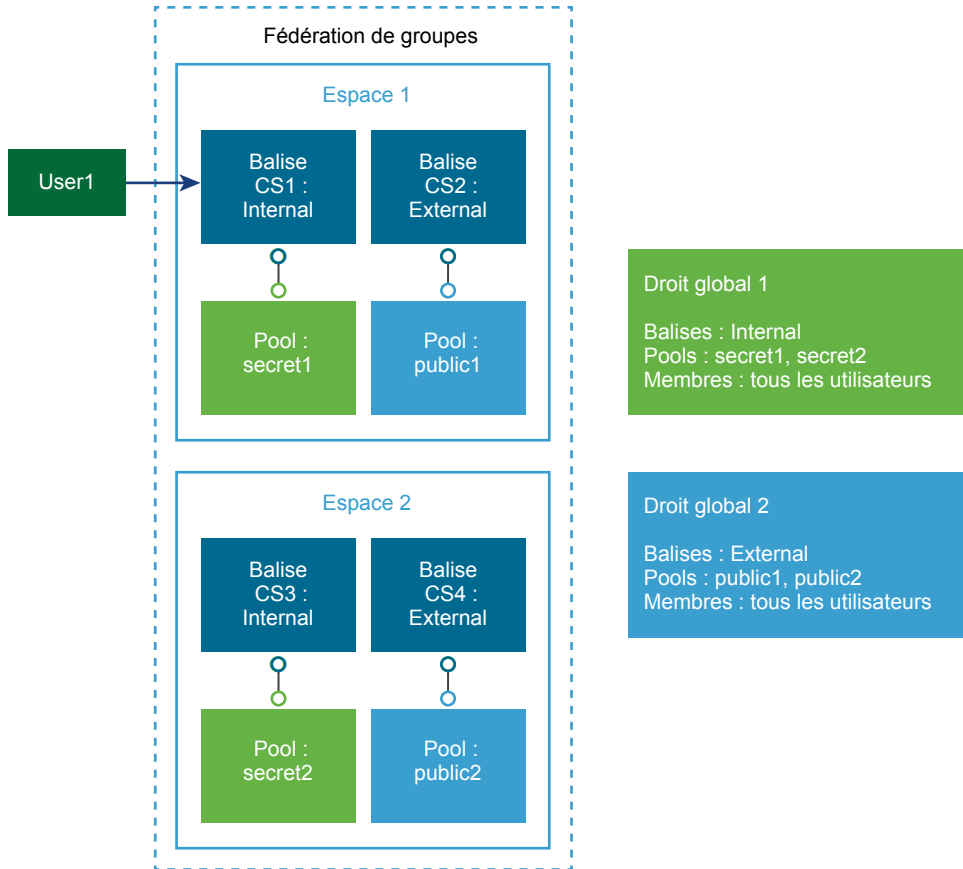 Fédération de groupes
Espace 1
User1
Balise
CS1 :
Internal
Balise
CS2 :
External
Pool :
secret1
Pool :
public1
Espace 2
Balise
CS3 :
Internal
Balise
CS4 :
External
Pool :
secret2
Pool :
public2
Droit global 1
Balises : Internal
Pools : secret1, secret2
Membres : tous les utilisateurs
Droit global 2
Balises : External
Pools : public1, public2
Membres : tous les utilisateurs